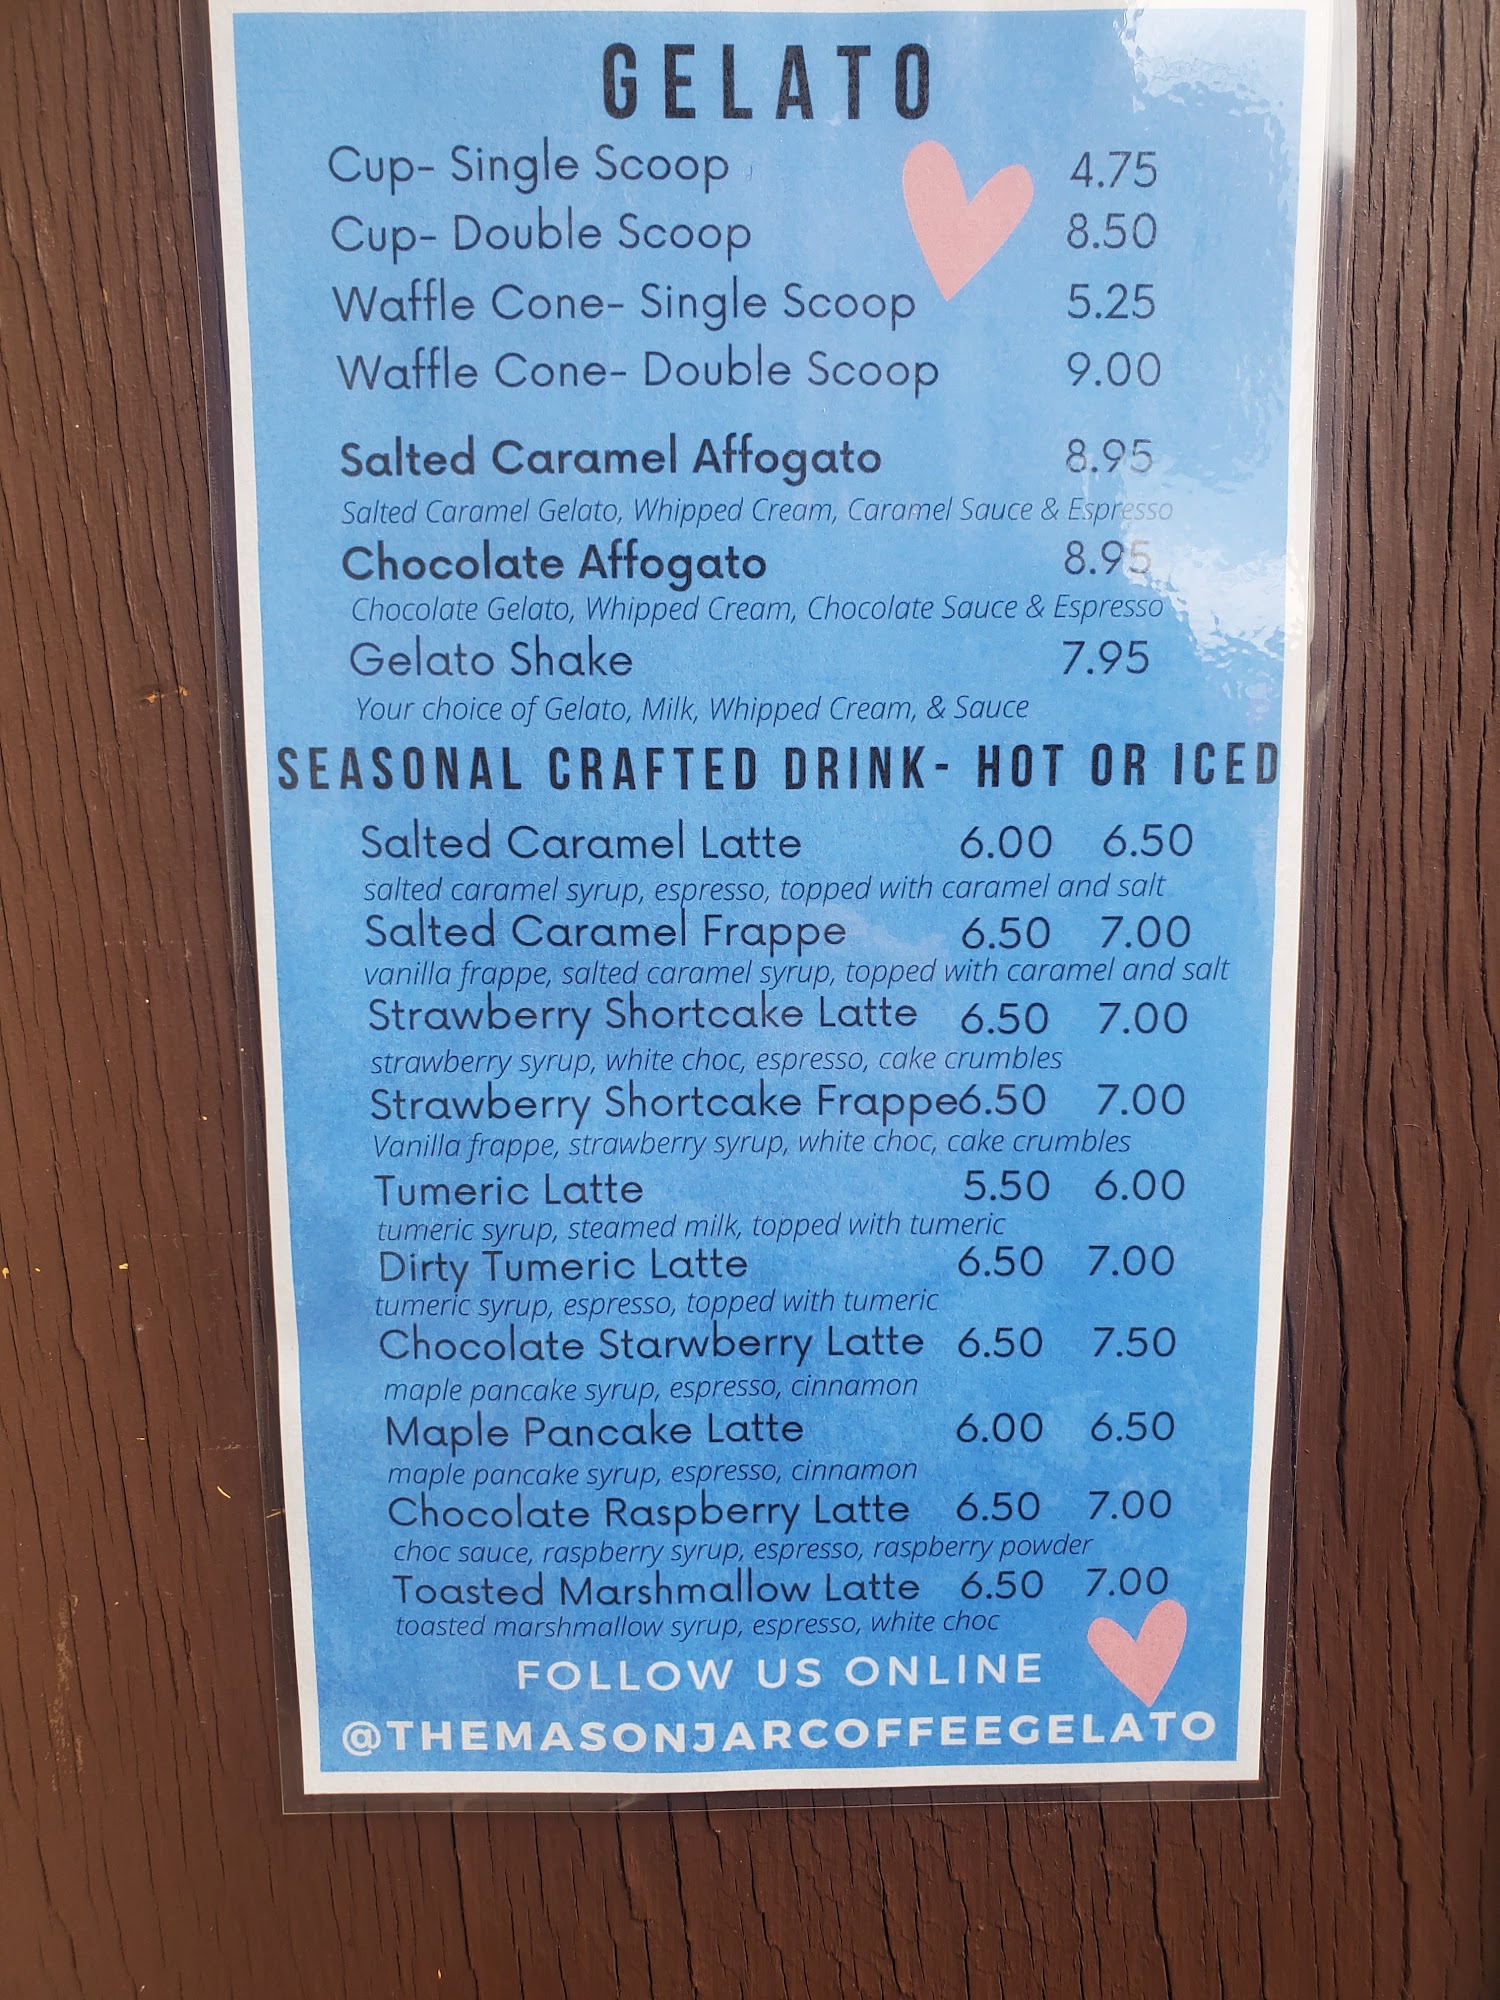 GELATO
Cup- Single Scoop 4.75
Cup- Double Scoop 8.50
Waffle Cone- Single Scoop 5.25
Waffle Cone- Double Scoop 9.00
Salted Caramel Affogato 8.95
Salted Caramel Gelato, Whipped Cream, Caramel Sauce & Espresso
Chocolate Affogato 8.95
Chocolate Gelato, Whipped Cream, Chocolate Sauce & Espresso
Gelato Shake 7.95
Your choice of Gelato, Milk, Whipped Cream, & Sauce
SEASONAL CRAFTED DRINK- HOT OR ICED
Salted Caramel Latte 6.00 6.50
salted caramel syrup, espresso, topped with caramel and salt
Salted Caramel Frappe 6.50 7.00
vanilla frappe, salted caramel syrup, topped with caramel and salt
Strawberry Shortcake Latte 6.50 7.00
strawberry syrup, white choc, espresso, cake crumbles
Strawberry Shortcake Frappe 6.50 7.00
Vanilla frappe, strawberry syrup, white choc, cake crumbles
Tumeric Latte 5.50 6.00
tumeric syrup, steamed milk, topped with tumeric
Dirty Tumeric Latte 6.50 7.00
tumeric syrup, espresso, topped with tumeric
Chocolate Starwberry Latte 6.50 7.50
maple pancake syrup, espresso, cinnamon
Maple Pancake Latte 6.00 6.50
maple pancake syrup, espresso, cinnamon
Chocolate Raspberry Latte 6.50 7.00
choc sauce, raspberry syrup, espresso, raspberry powder
Toasted Marshmallow Latte 6.50 7.00
toasted marshmallow syrup, espresso, white choc
FOLLOW US ONLINE
@THEMASONJARCOFFEEGELATO